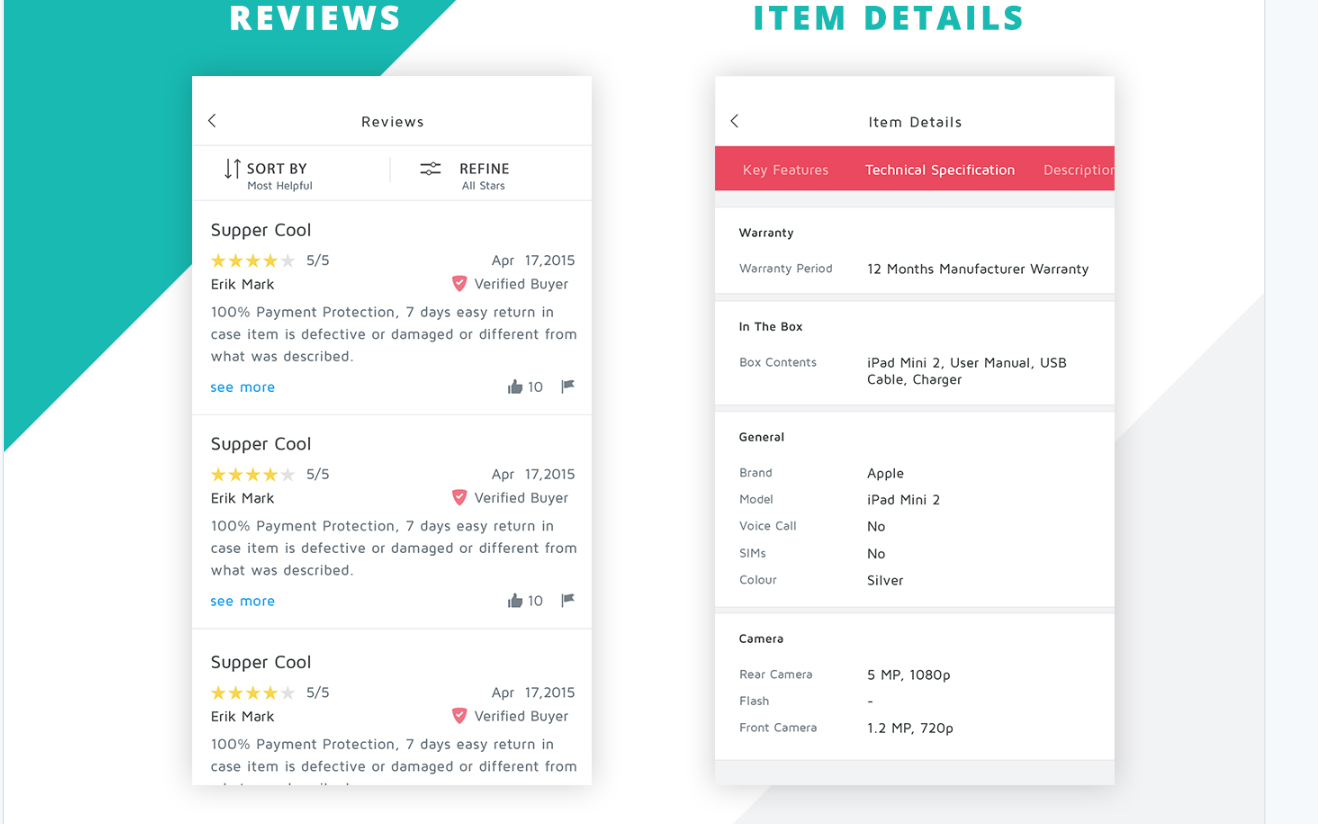 REVIEWS
Reviews
SORT BY
Most Helpful
REFINE
All Stars
Supper Cool
5/5
Apr 17,2015
Erik Mark
Verified Buyer
100% Payment Protection, 7 days easy return in
case item is defective or damaged or different from
what was described.
see more
10
Supper Cool
5/5
Apr 17,2015
Erik Mark
Verified Buyer
100% Payment Protection, 7 days easy return in
case item is defective or damaged or different from
what was described.
see more
10
Supper Cool
5/5
Apr 17,2015
Erik Mark
Verified Buyer
100% Payment Protection, 7 days easy return in
case item is defective or damaged or different from
ITEM DETAILS
Item Details
Key Features
Technical Specification
Description
Warranty
Warranty Period 12 Months Manufacturer Warranty
In The Box
Box Contents iPad Mini 2, User Manual, USB
Cable, Charger
General
Brand Apple
Model iPad Mini 2
Voice Call No
SIMs No
Colour Silver
Camera
Rear Camera 5 MP, 1080p
Flash -
Front Camera 1.2 MP, 720p